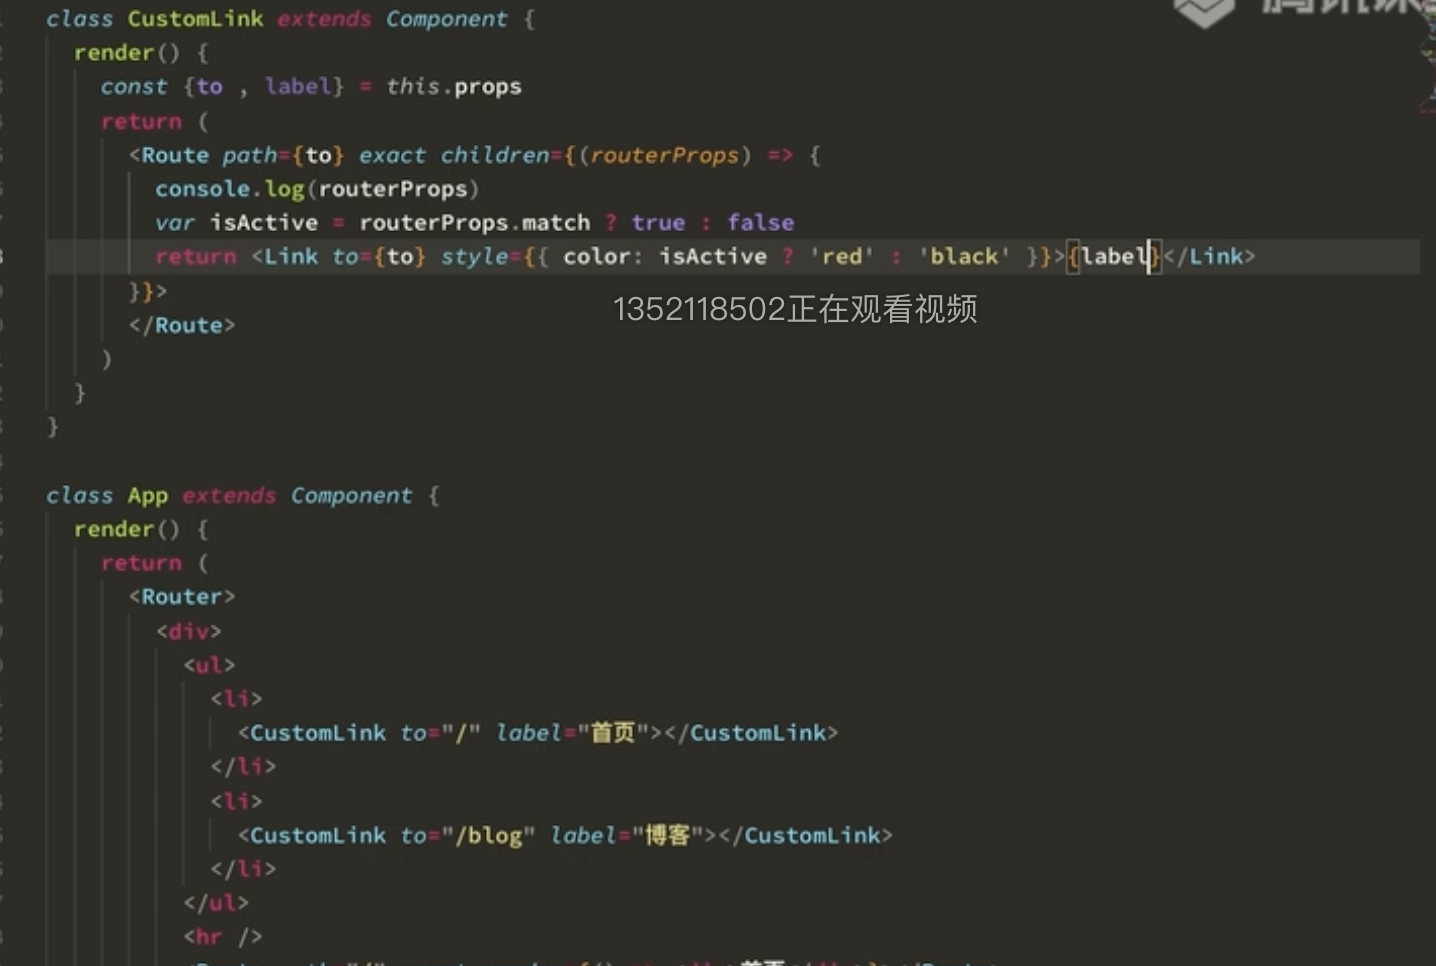 class CustomLink extends Component {
render() {
const {to , label} = this.props
return (
<Route path={to} exact children={(routerProps) => {
console.log(routerProps)
var isActive = routerProps.match ? true : false
return <Link to={to} style={{ color: isActive ? 'red' : 'black' }}>{label}</Link>
}}>
1352118502正在观看视频
</Route>
)
}
}
class App extends Component {
render() {
return (
<Router>
<div>
<ul>
<li>
<CustomLink to="/" label="首页"></CustomLink>
</li>
<li>
<CustomLink to="/blog" label="博客"></CustomLink>
</li>
</ul>
<hr />